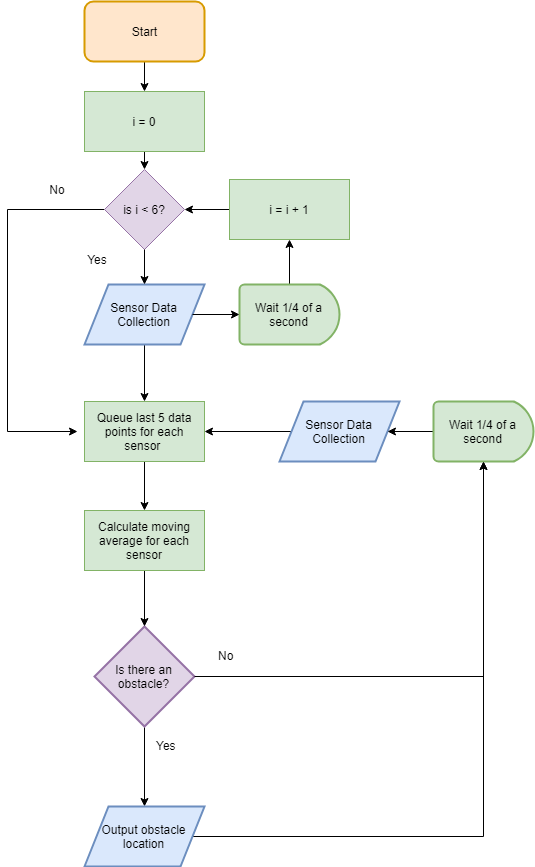 Start
i = 0
No
is i < 6?
i = i + 1
Yes
Sensor Data
Collection
Wait 1/4 of a
second
Queue last 5 data
points for each
sensor
Sensor Data
Collection
Wait 1/4 of a
second
Calculate moving
average for each
sensor
Is there an
obstacle?
No
Yes
Output obstacle
location